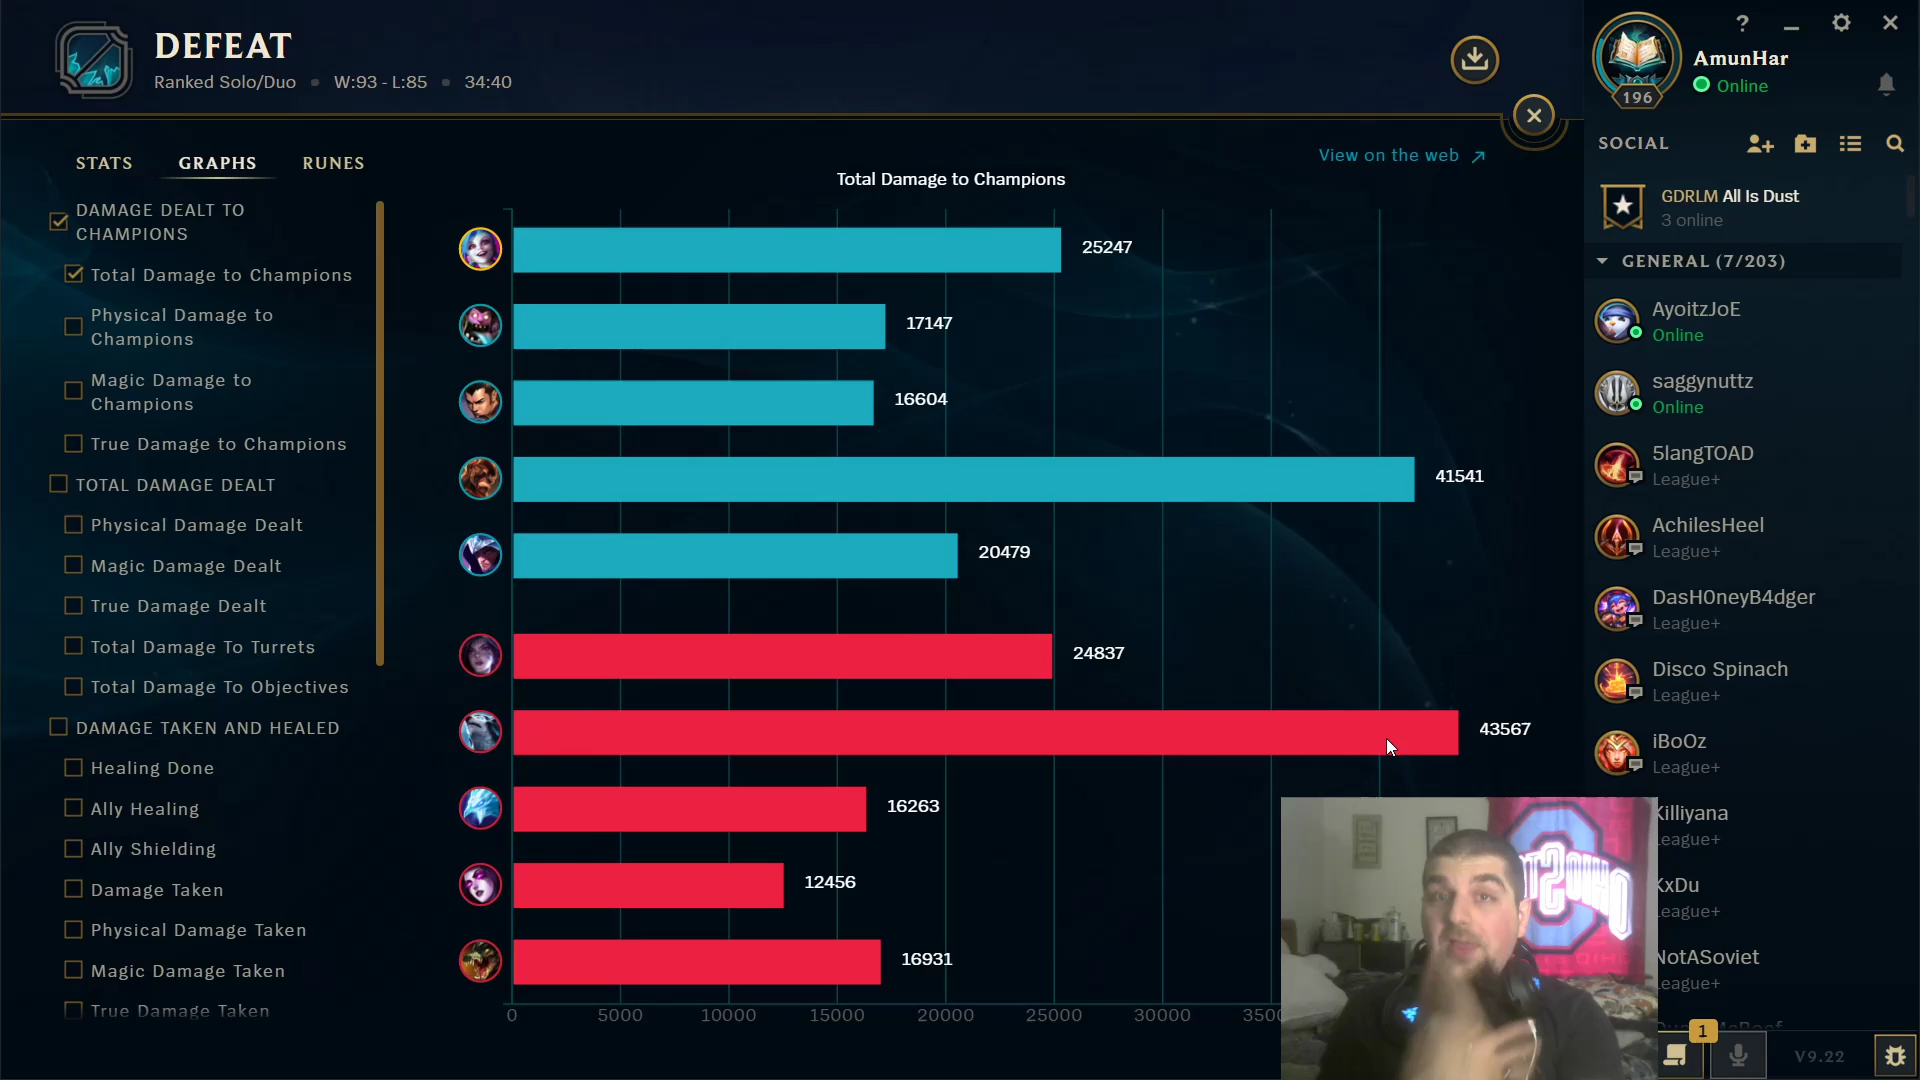 DEFEAT
Ranked Solo/Duo • W:93 - L:85 • 34:40
STATS GRAPHS RUNES
View on the web
Total Damage to Champions
DAMAGE DEALT TO
CHAMPIONS
Total Damage to Champions
Physical Damage to
Champions
Magic Damage to
Champions
True Damage to Champions
TOTAL DAMAGE DEALT
Physical Damage Dealt
Magic Damage Dealt
True Damage Dealt
Total Damage To Turrets
Total Damage To Objectives
DAMAGE TAKEN AND HEALED
Healing Done
Ally Healing
Ally Shielding
Damage Taken
Physical Damage Taken
Magic Damage Taken
True Damage Taken
25247
17147
16604
41541
20479
24837
43567
16263
12456
16931
0 5000 10000 15000 20000 25000 30000
?
AmunHar
Online
196
SOCIAL
GDRLM All Is Dust
3 online
GENERAL (7/203)
AyoitzJoE
Online
saggynuttz
Online
5langTOAD
League+
AchilesHeel
League+
DasH0neyB4dger
League+
Disco Spinach
League+
iBoOz
League+
Killiyana
League+
KxDu
League+
NotASoviet
League+
1
V9.22